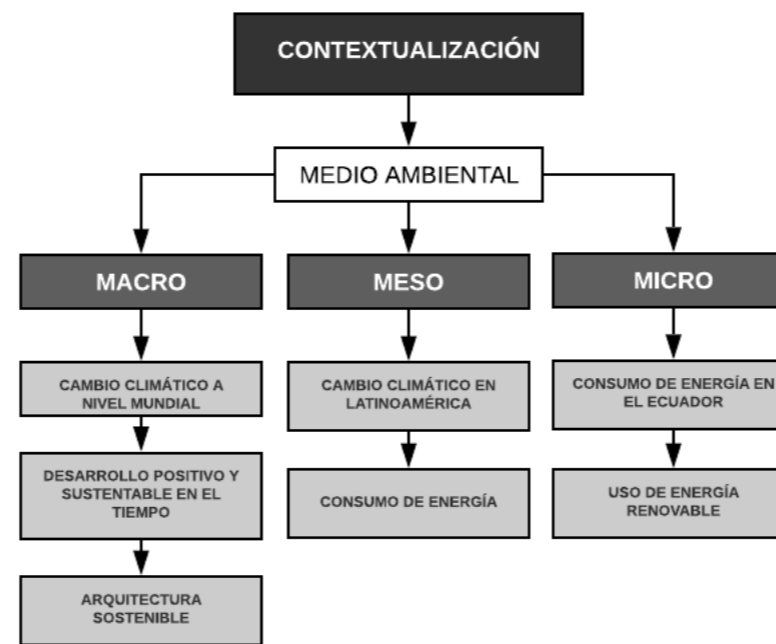 CONTEXTUALIZACIÓN
MEDIO AMBIENTAL
MACRO
MESO
MICRO
CAMBIO CLIMÁTICO A
NIVEL MUNDIAL
CAMBIO CLIMÁTICO EN
LATINOAMÉRICA
CONSUMO DE ENERGÍA EN
EL ECUADOR
DESARROLLO POSITIVO Y
SUSTENTABLE EN EL
TIEMPO
CONSUMO DE ENERGÍA
USO DE ENERGÍA
RENOVABLE
ARQUITECTURA
SOSTENIBLE